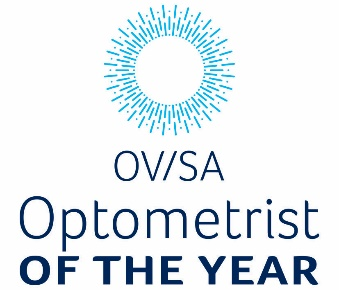 OV/SA
Optometrist
OF THE YEAR